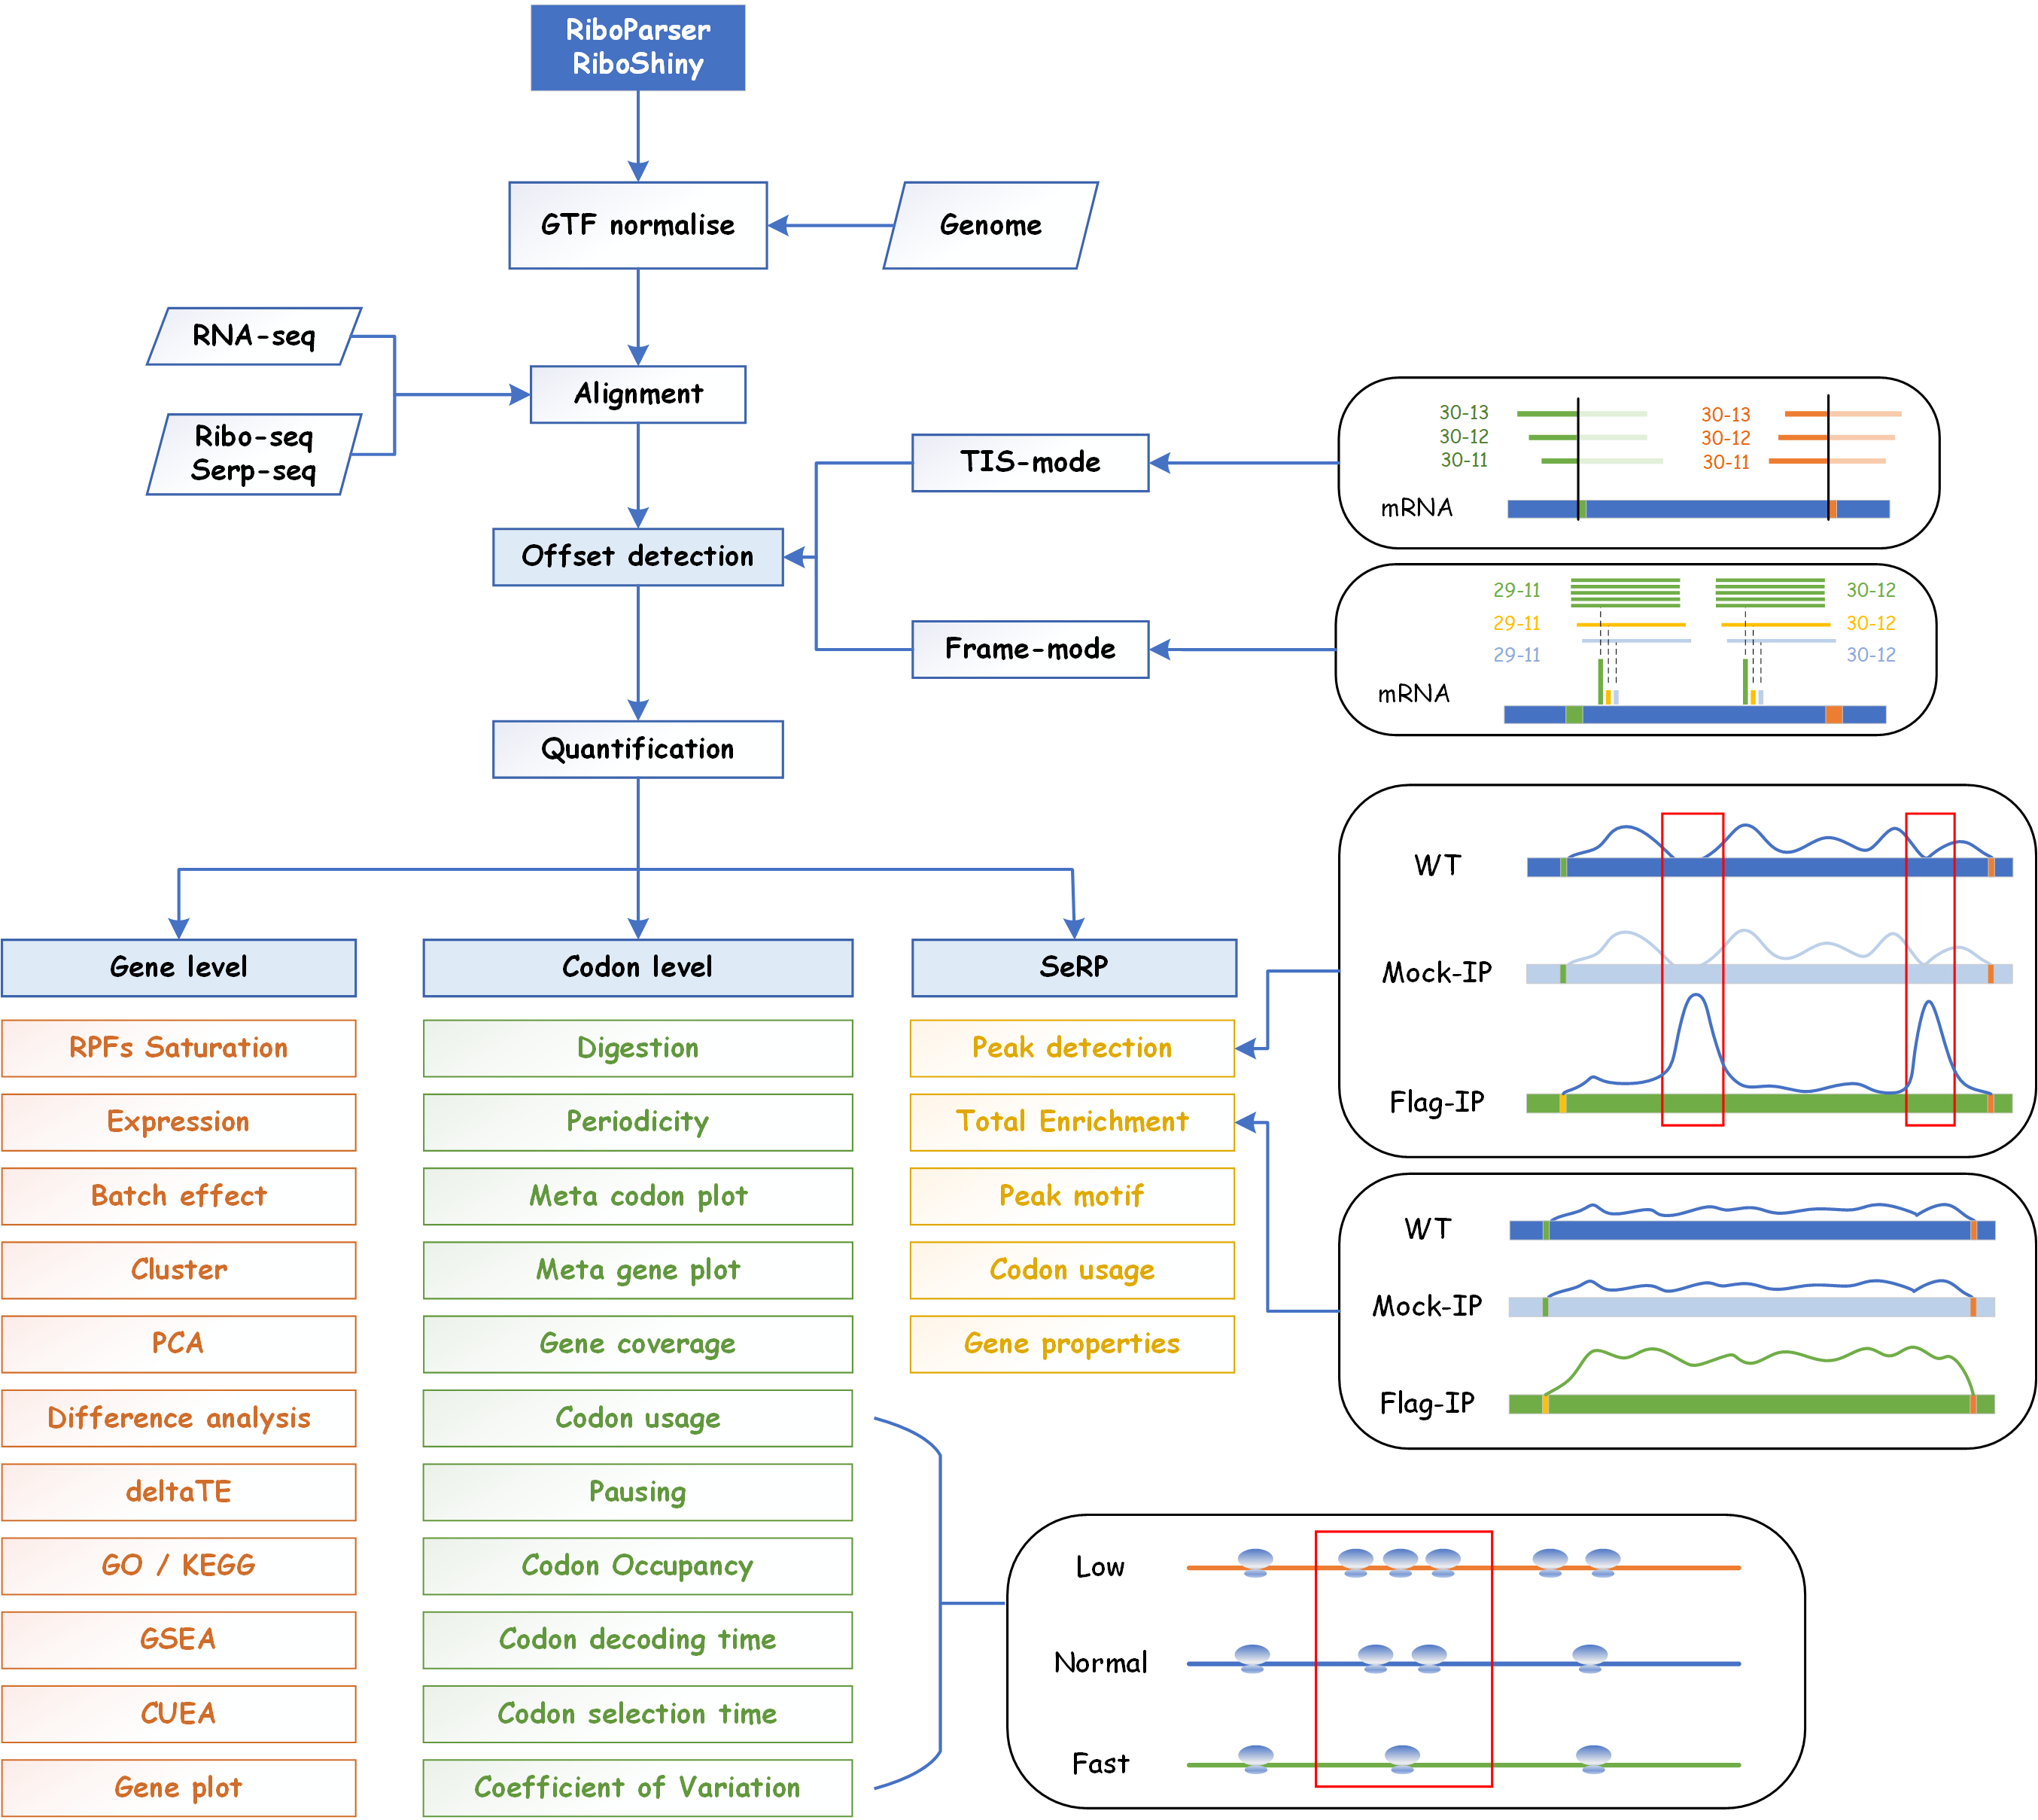 RiboParser
RiboShiny
GTF normalise
Genome
RNA-seq
Ribo-seq
Serp-seq
Alignment
Offset detection
TIS-mode
Frame-mode
Quantification
30-13
30-12
30-11
30-13
30-12
30-11
mRNA
29-11
30-12
29-11
30-12
29-11
30-12
mRNA
Gene level
RPFs Saturation
Expression
Batch effect
Cluster
PCA
Difference analysis
deltaTE
GO / KEGG
GSEA
CUEA
Gene plot
Codon level
Digestion
Periodicity
Meta codon plot
Meta gene plot
Gene coverage
Codon usage
Pausing
Codon Occupancy
Codon decoding time
Codon selection time
Coefficient of Variation
SeRP
Peak detection
Total Enrichment
Peak motif
Codon usage
Gene properties
WT
Mock-IP
Flag-IP
WT
Mock-IP
Flag-IP
Low
Normal
Fast